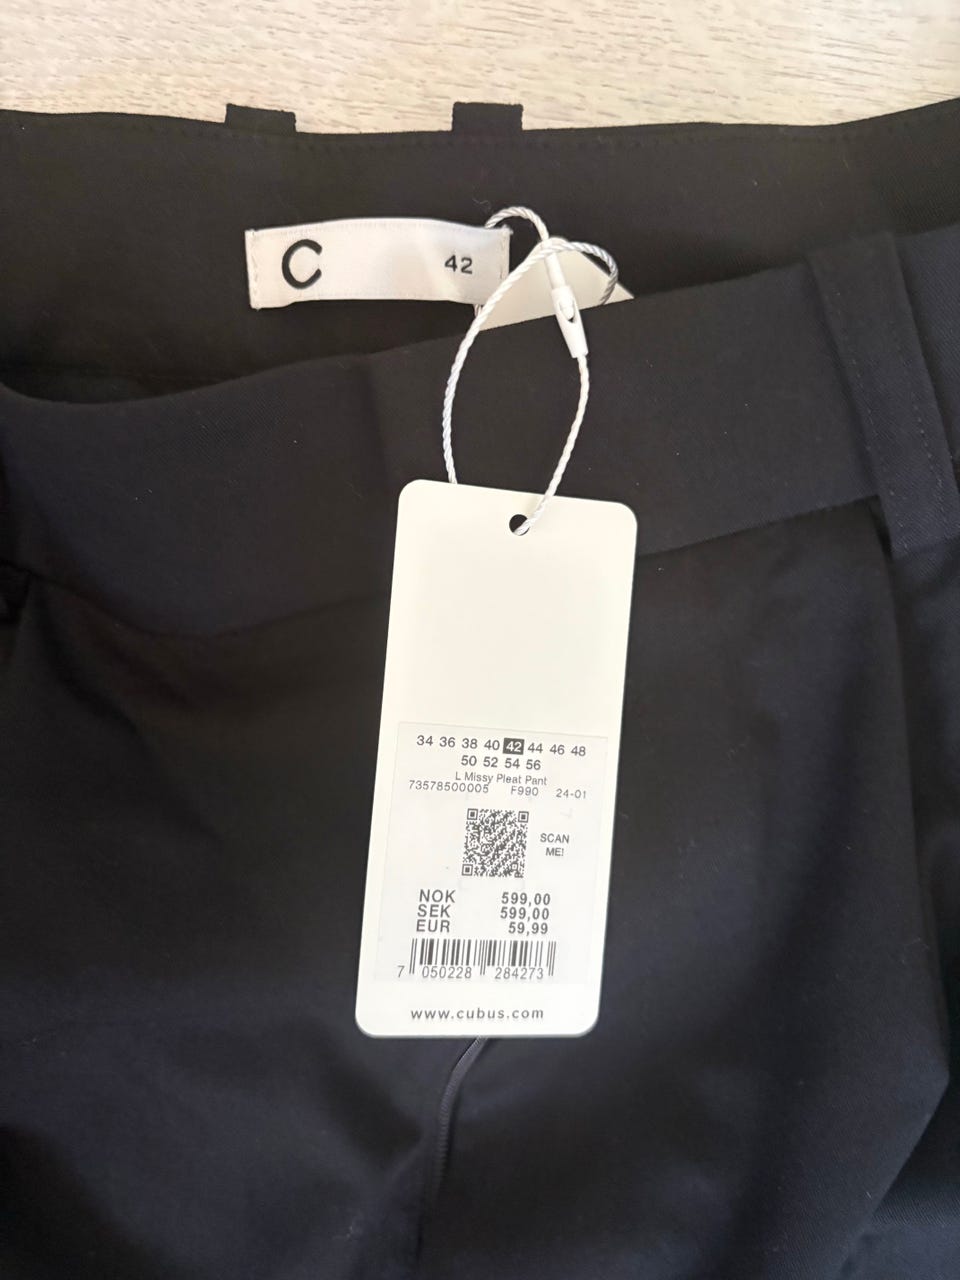 C 42
34 36 38 40 42 44 46 48
50 52 54 56
L Missy Pleat Pant
73578500005 F990 24-01
SCAN
ME!
NOK 599,00
SEK 599,00
EUR 59,99
7 050228 284273
www.cubus.com